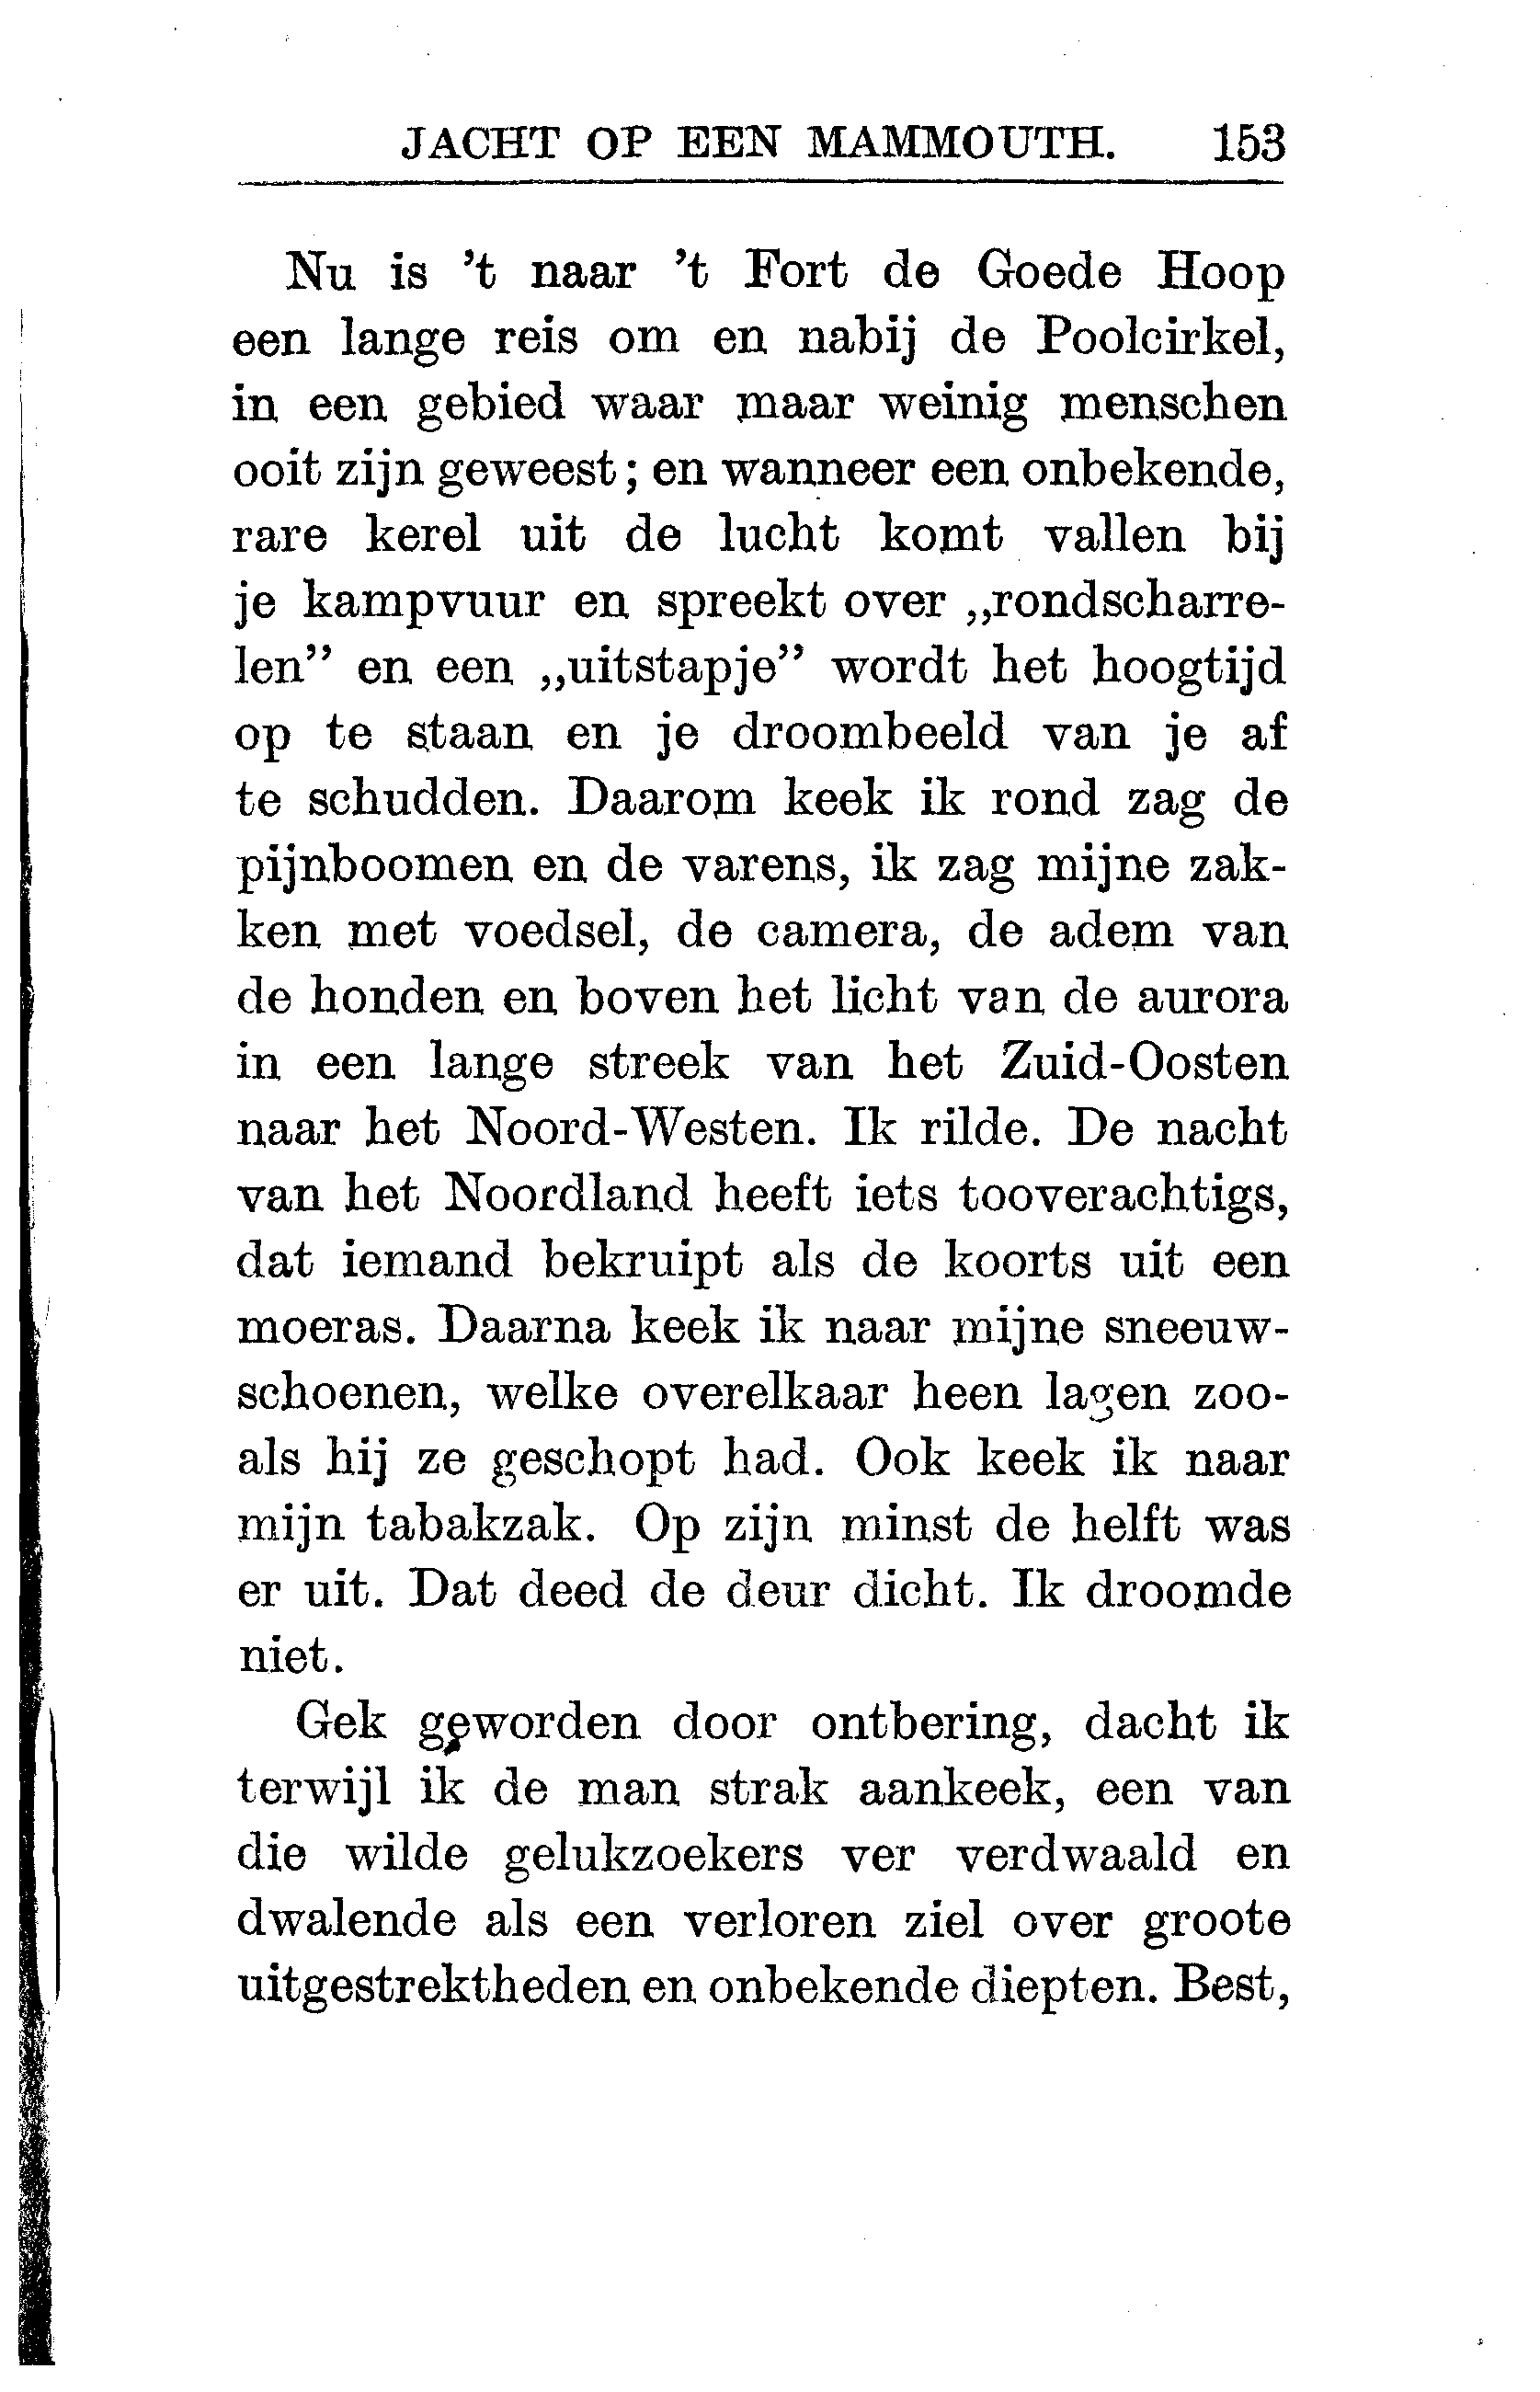 JACHT OP EEN MAMMOUTH. 153
Nu is ’t naar ’t Fort de Goede Hoop
een lange reis om en nabij de Poolcirkel,
in een gebied waar maar weinig menschen
ooit zijn geweest; en wanneer een onbekende,
rare kerel uit de lucht komt vallen bij
je kampvuur en spreekt over „rondscharre-
len” en een „uitstapje” wordt het hoogtijd
op te staan en je droombeeld van je af
te schudden. Daarom keek ik rond zag de
pijnboomen en de varens, ik zag mijne zak-
ken met voedsel, de camera, de adem van
de honden en boven het licht van de aurora
in een lange streek van het Zuid-Oosten
naar het Noord-Westen. Ik rilde. De nacht
van het Noordland heeft iets tooverachtigs,
dat iemand bekruipt als de koorts uit een
moeras. Daarna keek ik naar mijne sneeuw-
schoenen, welke overelkaar heen lagen zoo-
als hij ze geschopt had. Ook keek ik naar
mijn tabakzak. Op zijn minst de helft was
er uit. Dat deed de deur dicht. Ik droomde
niet.
Gek geworden door ontbering, dacht ik
terwijl ik de man strak aankeek, een van
die wilde gelukzoekers ver verdwaald en
dwalende als een verloren ziel over groote
uitgestrektheden en onbekende diepten. Best,